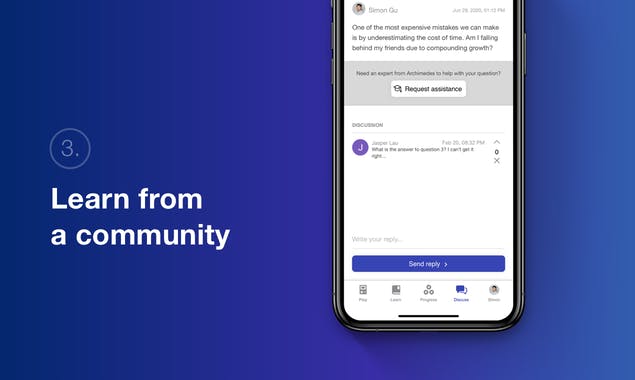 3.
Learn from
a community
Simon Gu
Jun 29, 2020, 01:13 PM
One of the most expensive mistakes we can make
is by underestimating the cost of time. Am I falling
behind my friends due to compounding growth?
Need an expert from Archimedes to help with your question?
Request assistance
DISCUSSION
J
Jasper Lau
Feb 20, 08:32 PM
What is the answer to question 3? I can't get it
right...
0
Write your reply...
Send reply
Play
Learn
Progress
Discuss
Simon